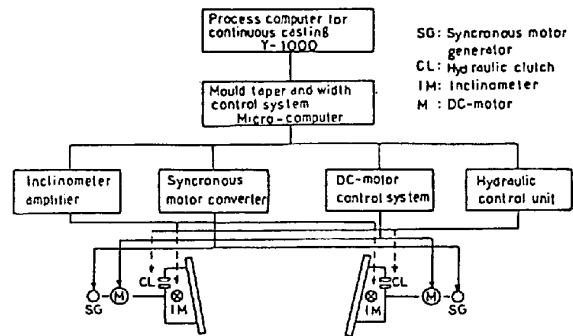 Process computer for
continuous casting
Y-1000
Mould taper and width
control system
Micro-computer
SG: Syncronous motor
generator
CL: Hydraulic clutch
IM: Inclinometer
M: DC-motor
Inclinometer
amplifier
Syncronous
motor converter
DC-motor
control system
Hydraulic
control unit
CL
SG
M
IM
CL
IM
M
SG